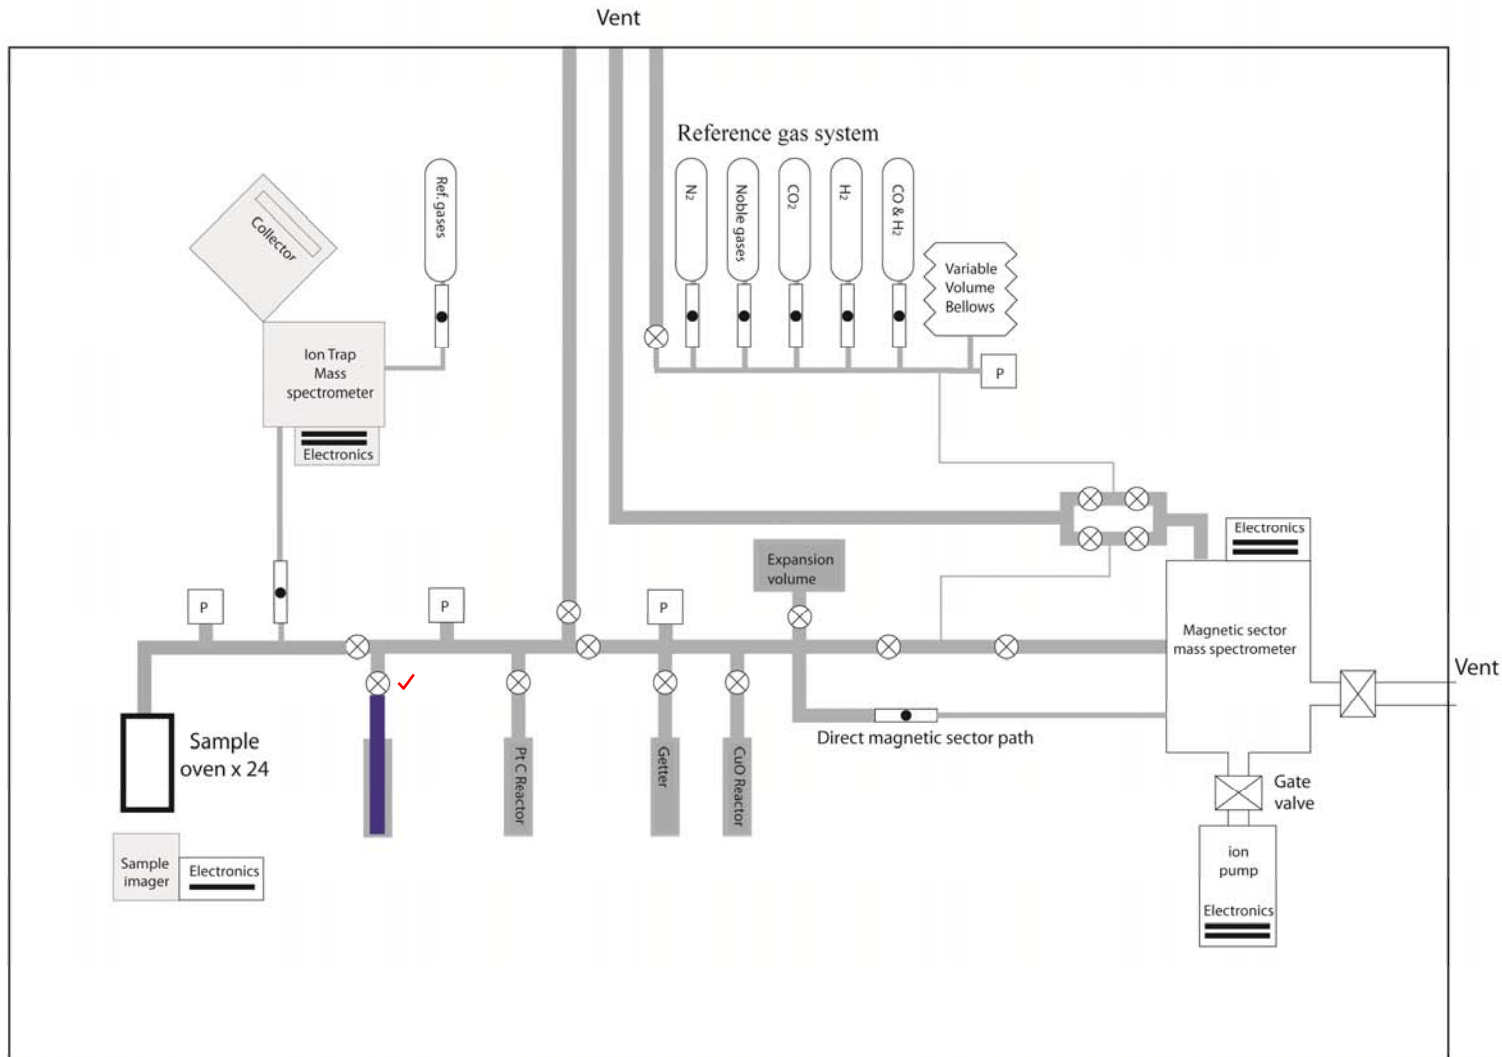 Vent
Reference gas system
Ref. gases
N2
Noble gases
CO2
H2
CO & H2
Collector
Variable
Volume
Bellows
Ion Trap
Mass
spectrometer
P
Electronics
Electronics
Expansion
volume
P
P
P
Magnetic sector
mass spectrometer
Vent
Sample
oven x 24
Pt C Reactor
Getter
CuO Reactor
Direct magnetic sector path
Gate
valve
Sample
imager
Electronics
ion
pump
Electronics